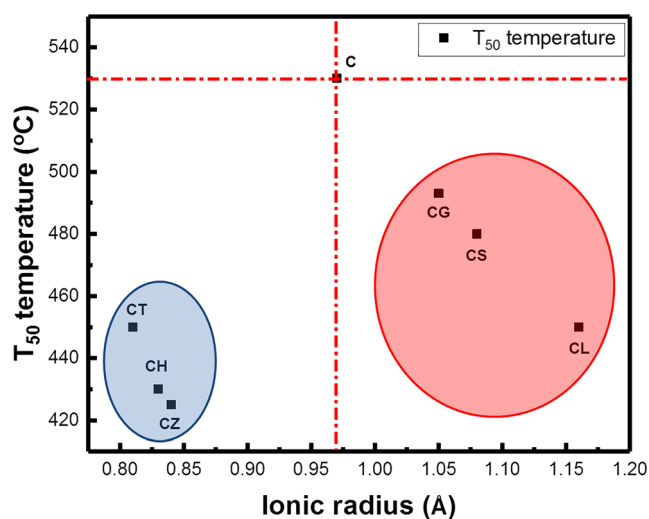 T50 temperature
C
540
520
500
480
460
440
420
T50 temperature (°C)
CG
CS
CT
CH
CL
CZ
0.80 0.85 0.90 0.95 1.00 1.05 1.10 1.15 1.20
Ionic radius (Å)